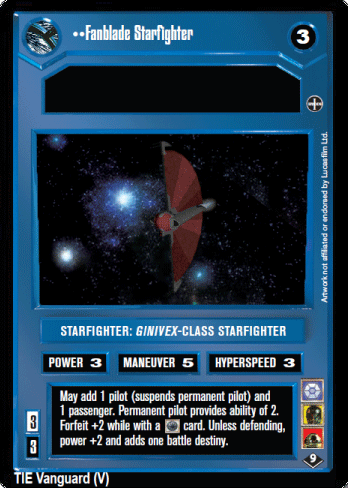 ••Fanblade Starfighter
3
Artwork not affiliated or endorsed by Lucasfilm Ltd.
STARFIGHTER: GINIVEX-CLASS STARFIGHTER
POWER 3 MANEUVER 5 HYPERSPEED 3
May add 1 pilot (suspends permanent pilot) and
1 passenger. Permanent pilot provides ability of 2.
Forfeit +2 while with a card. Unless defending,
power +2 and adds one battle destiny.
3
3
9
TIE Vanguard (V)